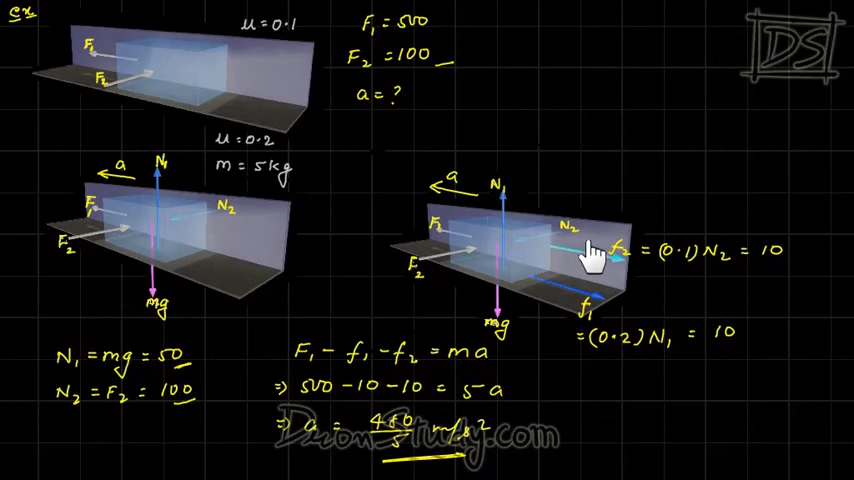 Ex
μ = 0.1
F₁ = 500
F₂ = 100
a = ?
DS
F₁
F₂
μ = 0.2
m = 5kg
a
N₁
N₂
F₁
F₂
mg
a
N₁
N₂
F₁
F₂
mg
f₂ = (0.1) N₂ = 10
f₁
= (0.2) N₁ = 10
N₁ = mg = 50
N₂ = F₂ = 100
F₁ - f₁ - f₂ = ma
⇒ 500 - 10 - 10 = 5a
⇒ a = 480/5 m/s²
DronStudy.com